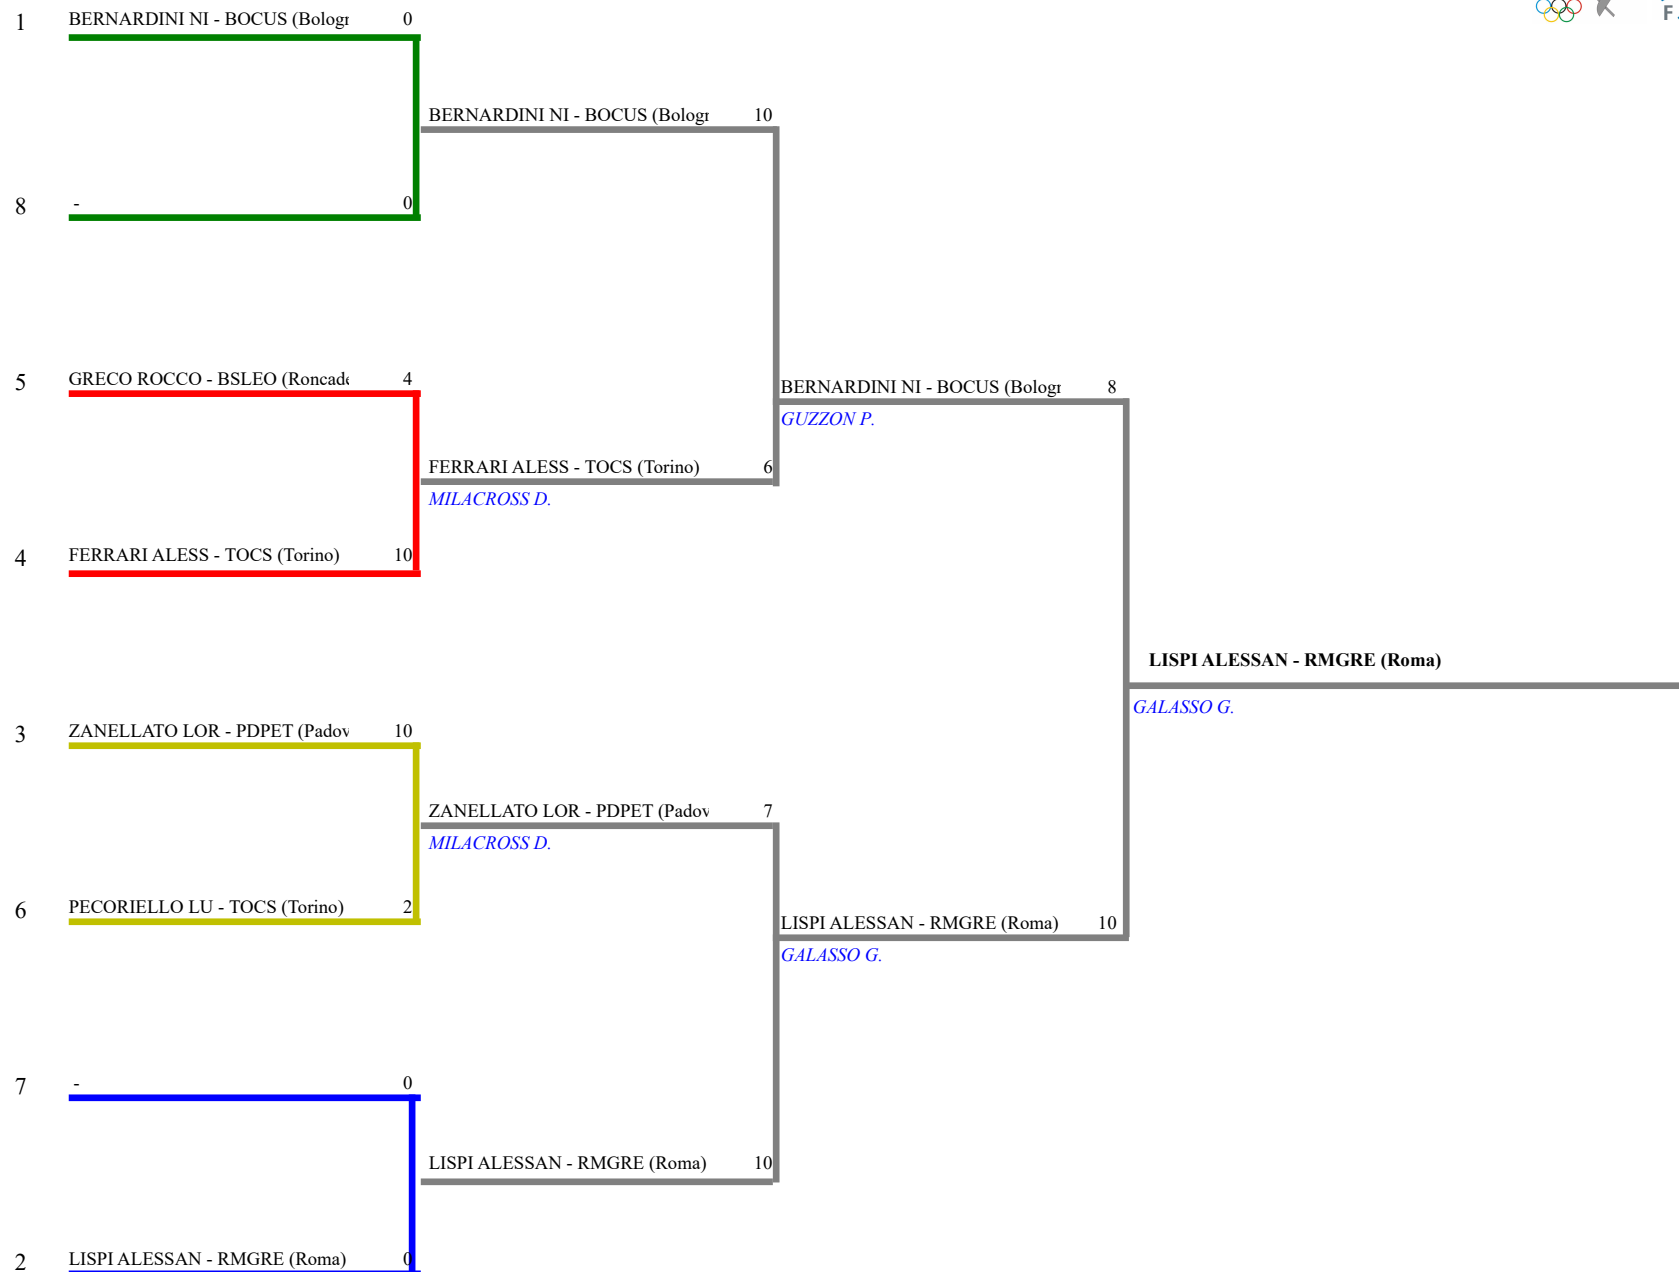 1 BERNARDINI NI - BOCUS (Bologr 0
F
BERNARDINI NI - BOCUS (Bologr 10
8 - 0
5 GRECO ROCCO - BSLEO (Roncade 4
BERNARDINI NI - BOCUS (Bologr 8
GUZZON P.
FERRARI ALESS - TOCS (Torino) 6
MILACROSS D.
4 FERRARI ALESS - TOCS (Torino) 10
LISPI ALESSAN - RMGRE (Roma)
GALASSO G.
3 ZANELLATO LOR - PDPET (Padov 10
ZANELLATO LOR - PDPET (Padov 7
MILACROSS D.
6 PECORIELLO LU - TOCS (Torino) 2
LISPI ALESSAN - RMGRE (Roma) 10
GALASSO G.
7 - 0
LISPI ALESSAN - RMGRE (Roma) 10
2 LISPI ALESSAN - RMGRE (Roma) 0